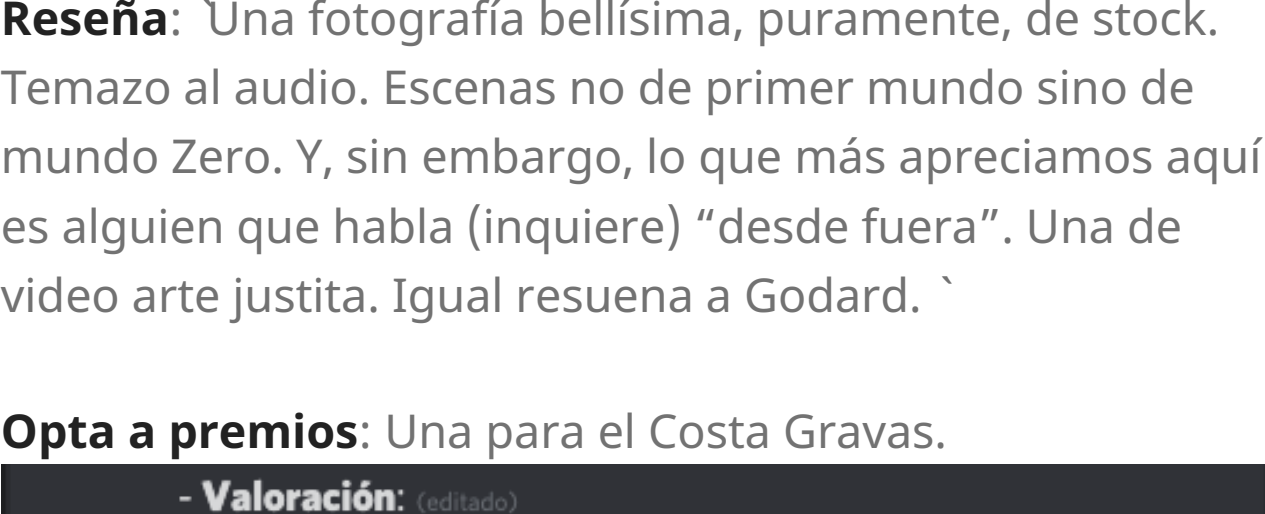 Reseña: `Una fotografía bellísima, puramente, de stock.
Temazo al audio. Escenas no de primer mundo sino de
mundo Zero. Y, sin embargo, lo que más apreciamos aquí
es alguien que habla (inquiere) “desde fuera”. Una de
video arte justita. Igual resuena a Godard. `
Opta a premios: Una para el Costa Gravas.
- Valoración: (editado)